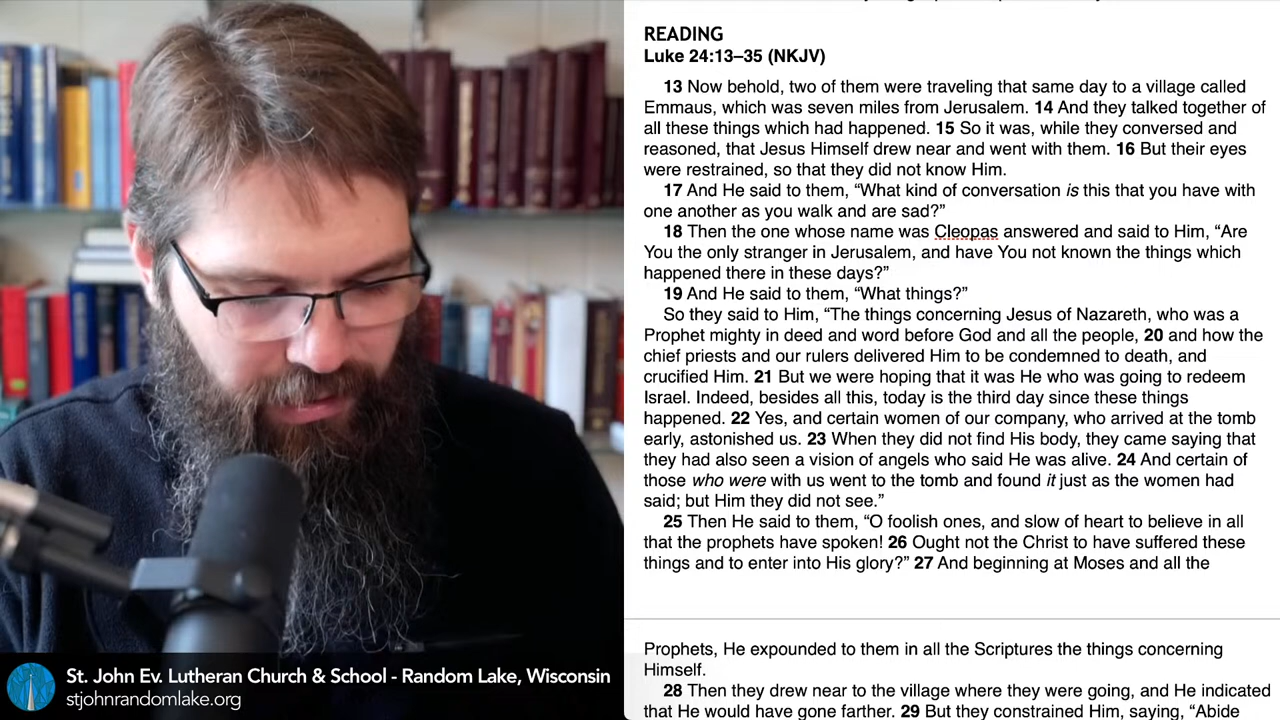 READING
Luke 24:13–35 (NKJV)
13 Now behold, two of them were traveling that same day to a village called
Emmaus, which was seven miles from Jerusalem. 14 And they talked together of
all these things which had happened. 15 So it was, while they conversed and
reasoned, that Jesus Himself drew near and went with them. 16 But their eyes
were restrained, so that they did not know Him.
17 And He said to them, “What kind of conversation is this that you have with
one another as you walk and are sad?”
18 Then the one whose name was Cleopas answered and said to Him, “Are
You the only stranger in Jerusalem, and have You not known the things which
happened there in these days?”
19 And He said to them, “What things?”
So they said to Him, “The things concerning Jesus of Nazareth, who was a
Prophet mighty in deed and word before God and all the people, 20 and how the
chief priests and our rulers delivered Him to be condemned to death, and
crucified Him. 21 But we were hoping that it was He who was going to redeem
Israel. Indeed, besides all this, today is the third day since these things
happened. 22 Yes, and certain women of our company, who arrived at the tomb
early, astonished us. 23 When they did not find His body, they came saying that
they had also seen a vision of angels who said He was alive. 24 And certain of
those who were with us went to the tomb and found it just as the women had
said; but Him they did not see.”
25 Then He said to them, “O foolish ones, and slow of heart to believe in all
that the prophets have spoken! 26 Ought not the Christ to have suffered these
things and to enter into His glory?” 27 And beginning at Moses and all the
Prophets, He expounded to them in all the Scriptures the things concerning
Himself.
28 Then they drew near to the village where they were going, and He indicated
that He would have gone farther. 29 But they constrained Him, saying, “Abide
St. John Ev. Lutheran Church & School - Random Lake, Wisconsin
stjohnrandomlake.org